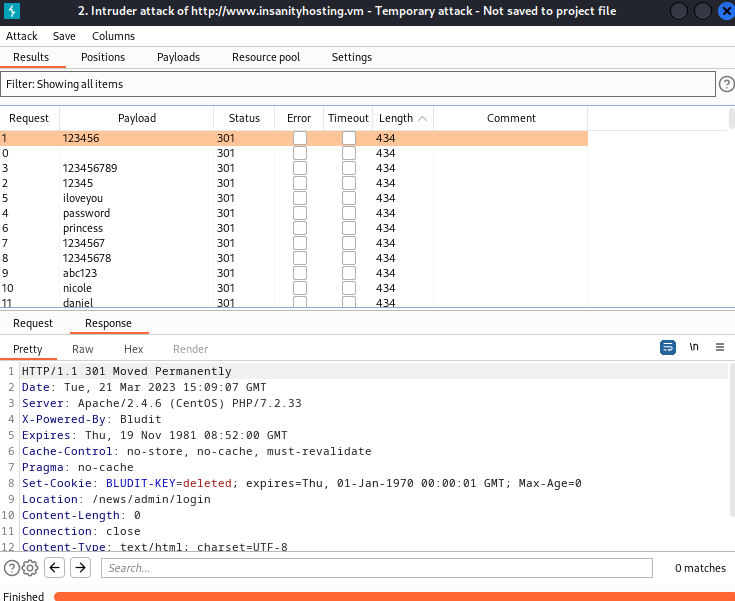 2. Intruder attack of http://www.insanityhosting.vm - Temporary attack - Not saved to project file
Attack Save Columns
Results Positions Payloads Resource pool Settings
Filter: Showing all items
?
Request Payload Status Error Timeout Length Comment
1 123456 301 434
0 301 434
3 123456789 301 434
2 12345 301 434
5 iloveyou 301 434
4 password 301 434
6 princess 301 434
7 1234567 301 434
8 12345678 301 434
9 abc123 301 434
10 nicole 301 434
11 daniel 301 434
Request Response
Pretty Raw Hex Render \n
1 HTTP/1.1 301 Moved Permanently
2 Date: Tue, 21 Mar 2023 15:09:07 GMT
3 Server: Apache/2.4.6 (CentOS) PHP/7.2.33
4 X-Powered-By: Bludit
5 Expires: Thu, 19 Nov 1981 08:52:00 GMT
6 Cache-Control: no-store, no-cache, must-revalidate
7 Pragma: no-cache
8 Set-Cookie: BLUDIT-KEY=deleted; expires=Thu, 01-Jan-1970 00:00:01 GMT; Max-Age=0
9 Location: /news/admin/login
10 Content-Length: 0
11 Connection: close
12 Content-Type: text/html; charset=UTF-8
? Search... 0 matches
Finished